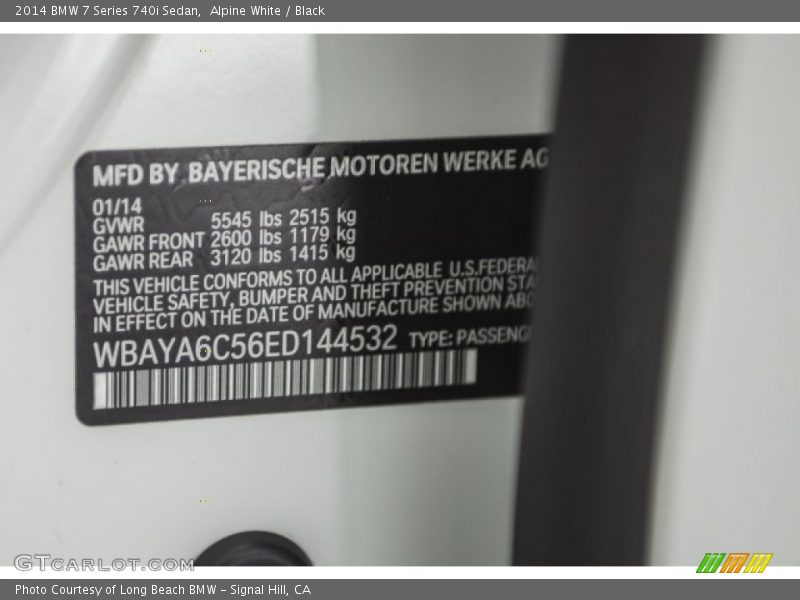 2014 BMW 7 Series 740i Sedan,  Alpine White / Black
MFD BY BAYERISCHE MOTOREN WERKE AG
01/14
GVWR 5545 lbs 2515 kg
GAWR FRONT 2600 lbs 1179 kg
GAWR REAR 3120 lbs 1415 kg
THIS VEHICLE CONFORMS TO ALL APPLICABLE U.S.FEDERA
VEHICLE SAFETY, BUMPER AND THEFT PREVENTION STA
IN EFFECT ON THE DATE OF MANUFACTURE SHOWN ABO
WBAYA6C56ED144532 TYPE: PASSENG
GTCARLOT.COM
Photo Courtesy of Long Beach BMW - Signal Hill, CA